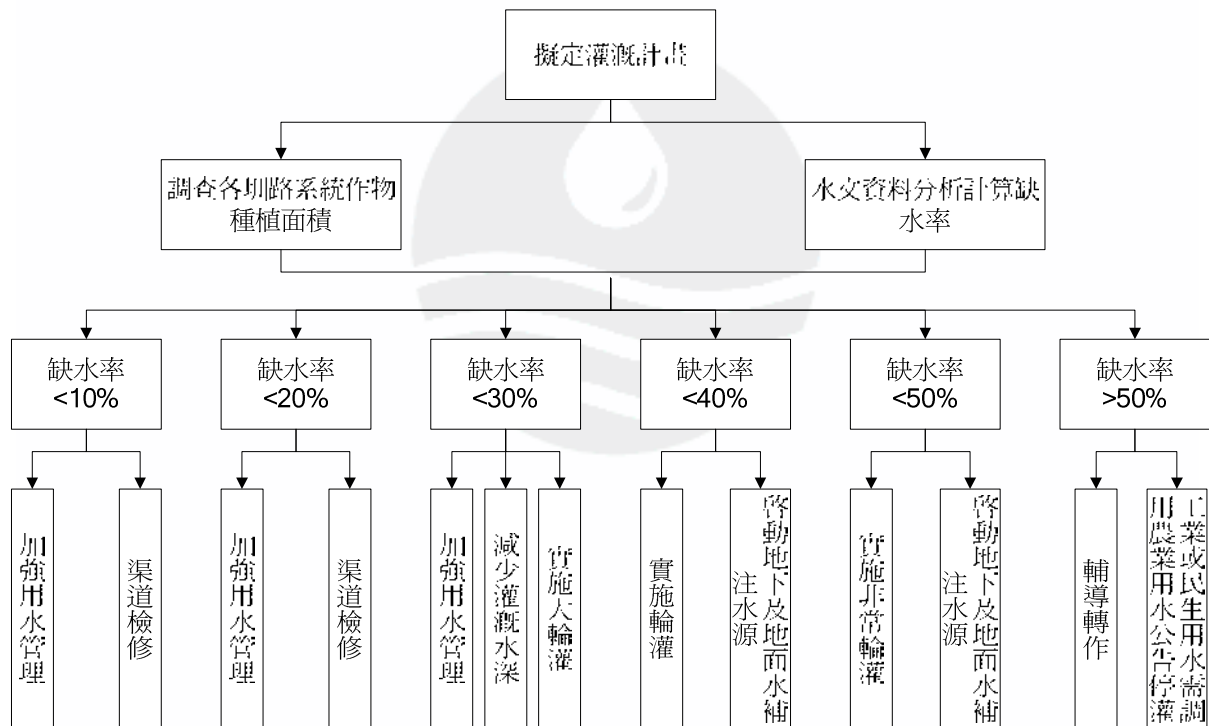 擬定灌溉計畫
調查各圳路系統作物
種植面積
水文資料分析計算缺
水率
缺水率
<10%
缺水率
<20%
缺水率
<30%
缺水率
<40%
缺水率
<50%
缺水率
>50%
加強用水管理
渠道檢修
加強用水管理
渠道檢修
加強用水管理
減少灌溉水深
實施大輪灌
實施輪灌
啓動地下及地面水補
注水源
實施非常輪灌
啓動地下及地面水補
注水源
輔導轉作
工業或民生用水需調
用農業用水公告停灌